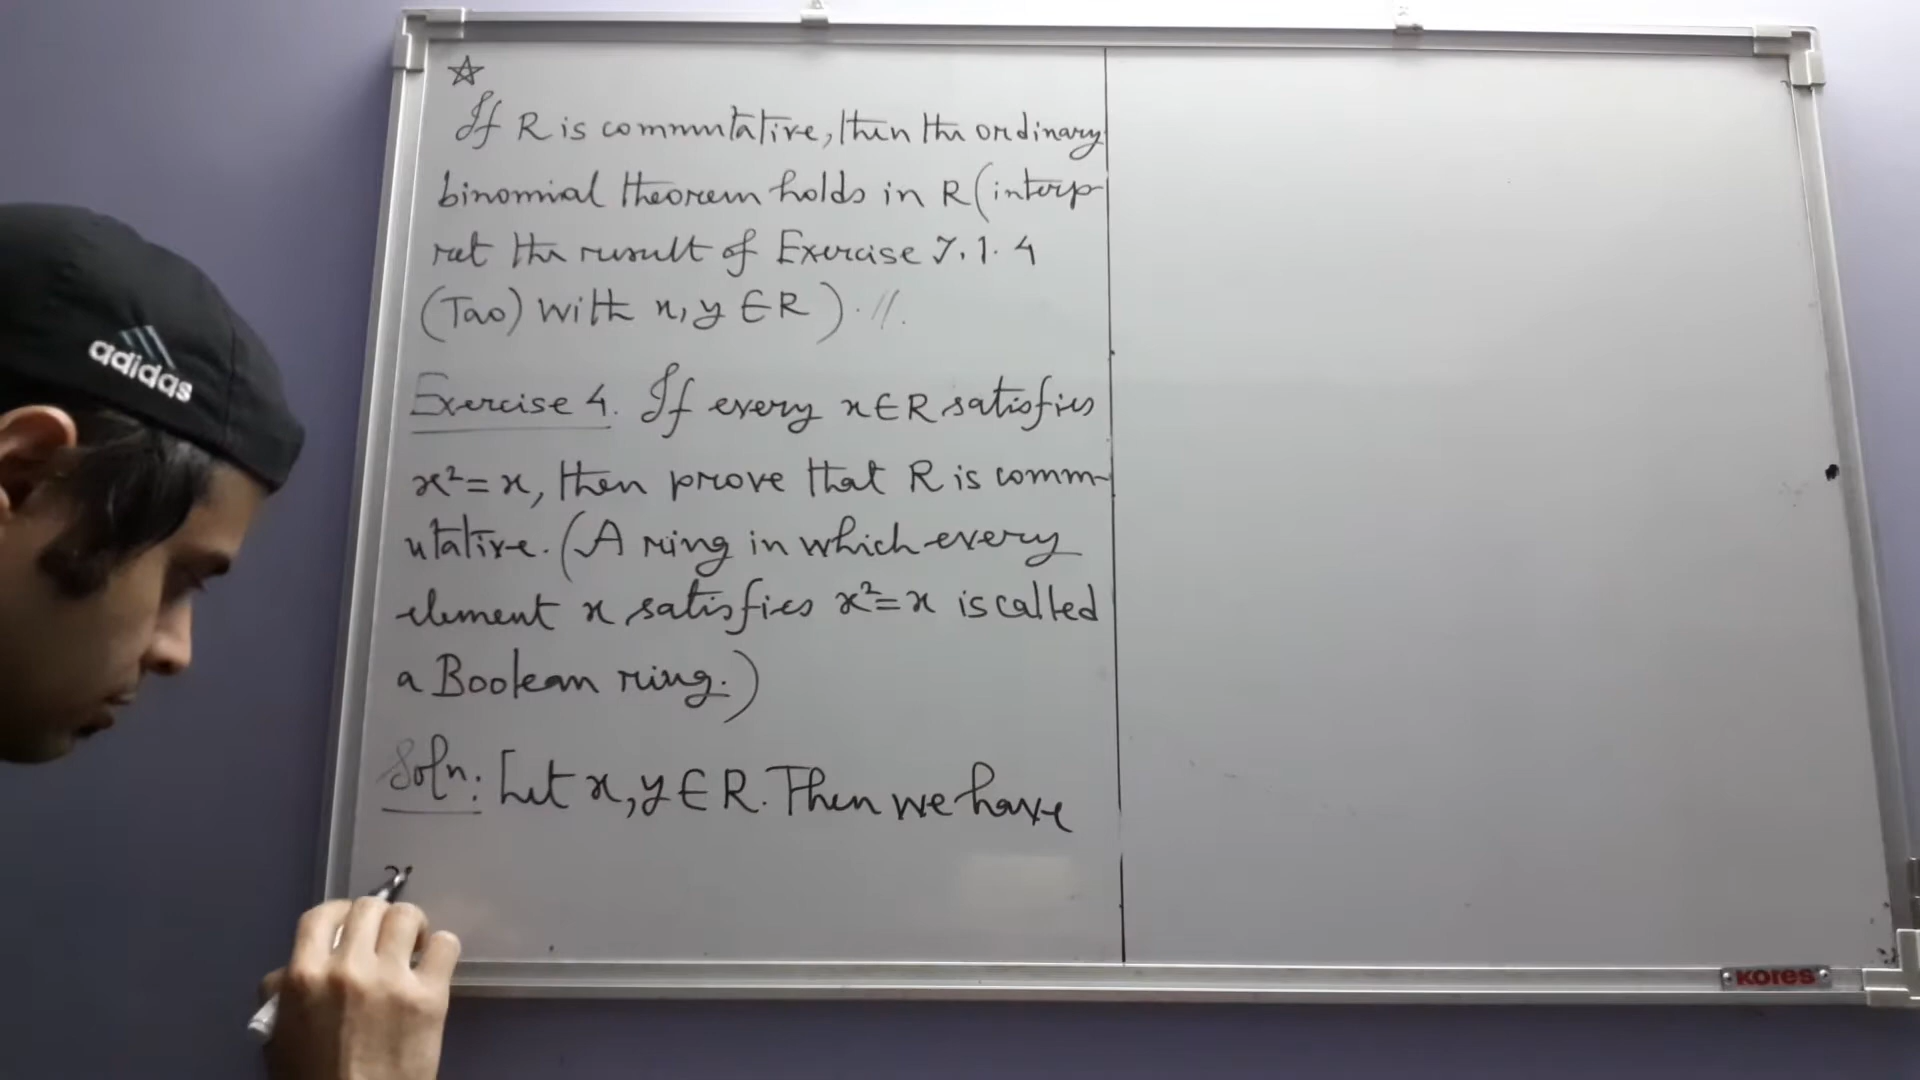 ☆
If R is commutative, then the ordinary
binomial theorem holds in R (interp-
ret the result of Exercise 7.1.4
(Tao) with x, y ∈ R). //.
Exercise 4. If every x ∈ R satisfies
x² = x, then prove that R is comm-
utative. (A ring in which every
element x satisfies x² = x is called
a Boolean ring.)
Soln: Let x, y ∈ R. Then we have
adidas
KORES